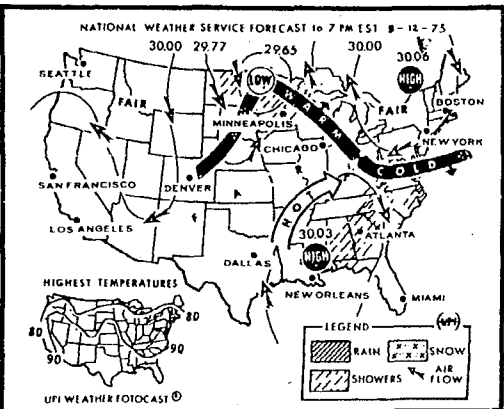 NATIONAL WEATHER SERVICE FORECAST to 7 PM EST 9-12-75
30.00 29.77 29.65 30.00 30.06
SEATTLE
LOW
HIGH
FAIR
FAIR
BOSTON
MINNEAPOLIS
WARM
NEW YORK
CHICAGO
COLD
SAN FRANCISCO
DENVER
HOT
LOS ANGELES
30.03
ATLANTA
HIGH
DALLAS
NEW ORLEANS
MIAMI
HIGHEST TEMPERATURES
80
80
90
90
LEGEND
UPI
RAIN
SNOW
SHOWERS
AIR FLOW
UPI WEATHER FOTOCAST